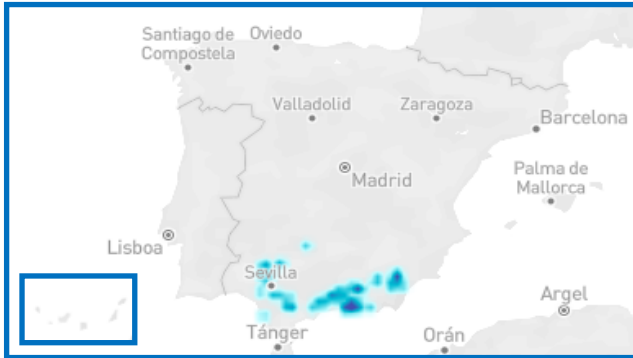 Santiago de
Compostela
Oviedo
Valladolid
Zaragoza
Barcelona
Madrid
Palma de
Mallorca
Lisboa
Sevilla
Argel
Tánger
Orán